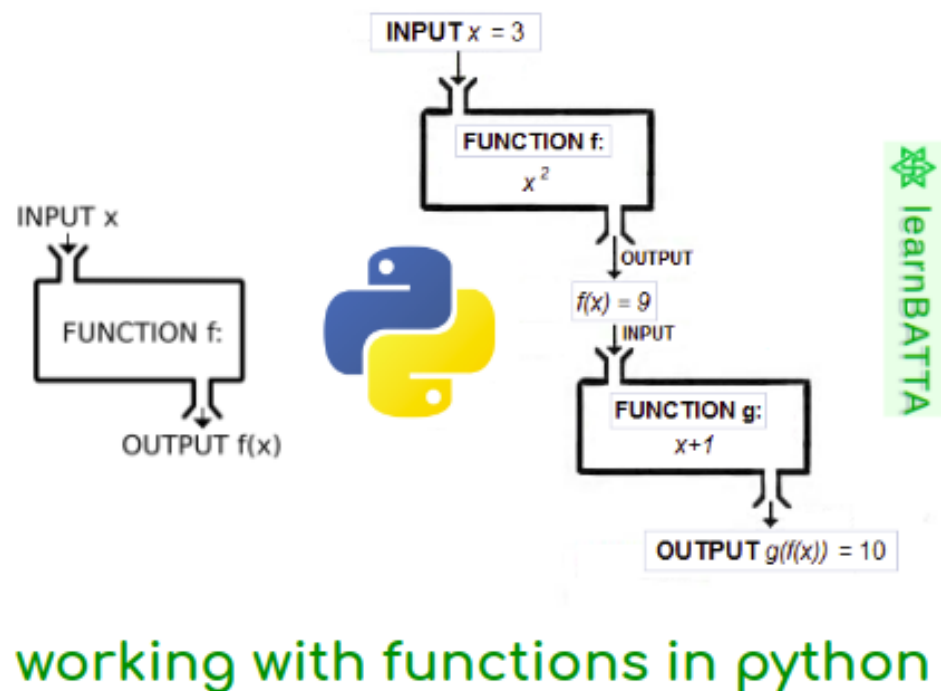 INPUT x = 3
FUNCTION f:
x²
OUTPUT
f(x) = 9
INPUT
FUNCTION g:
x+1
OUTPUT g(f(x)) = 10
INPUT x
FUNCTION f:
OUTPUT f(x)
learnBATTA
working with functions in python